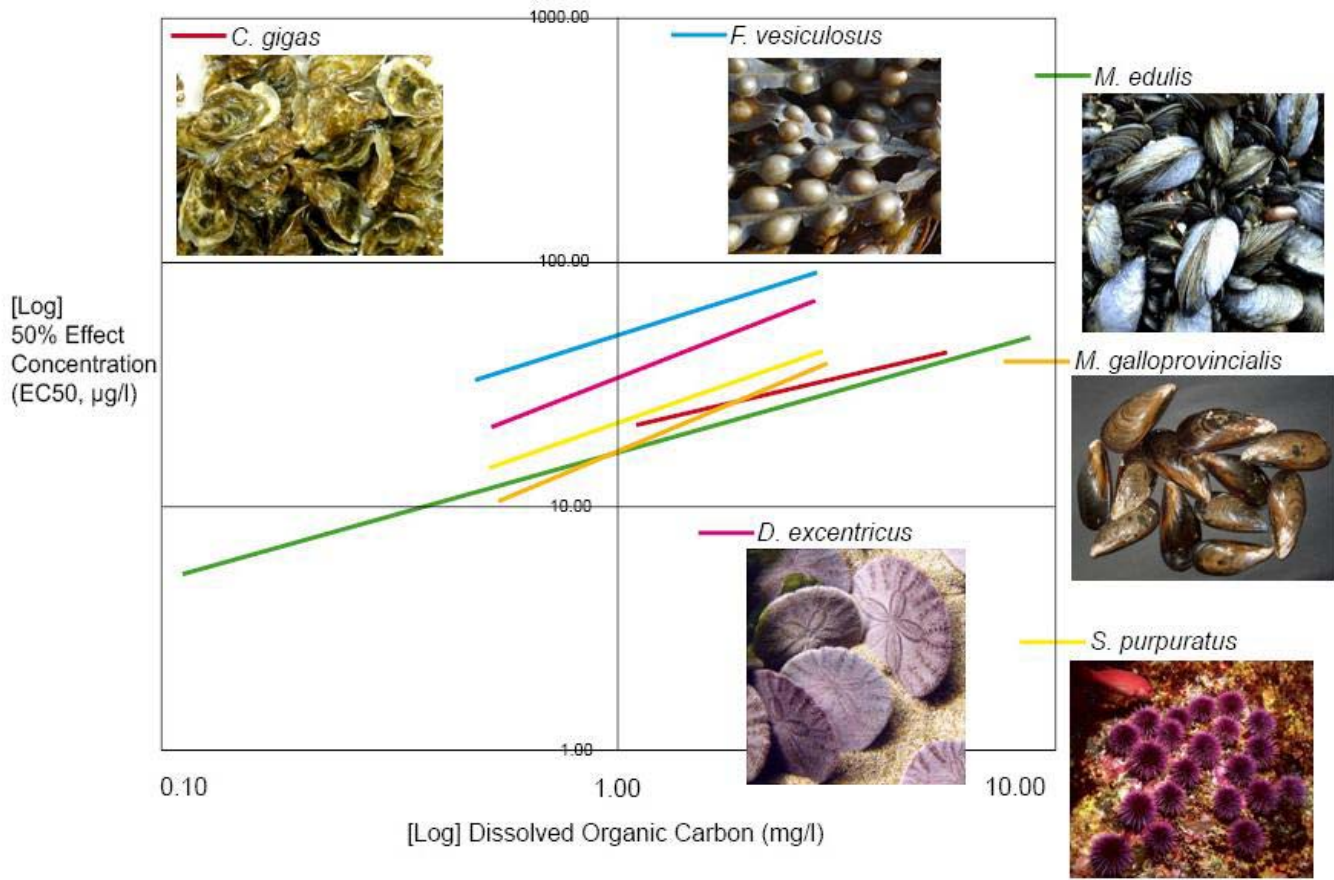 1000.00
C. gigas
F. vesiculosus
M. edulis
100.00
[Log]
50% Effect
Concentration
(EC50, µg/l)
M. galloprovincialis
10.00
D. excentricus
S. purpuratus
1.00
0.10
1.00
10.00
[Log] Dissolved Organic Carbon (mg/l)